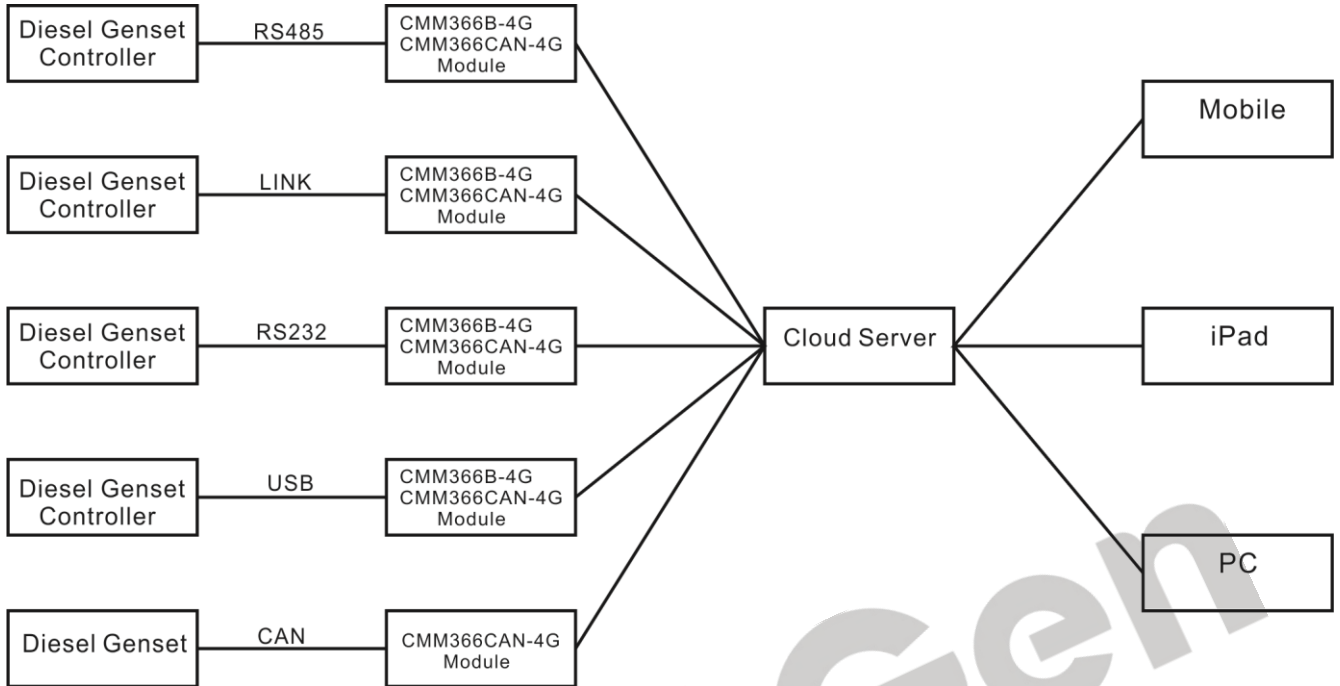 Diesel Genset
Controller
RS485
CMM366B-4G
CMM366CAN-4G
Module
Diesel Genset
Controller
LINK
CMM366B-4G
CMM366CAN-4G
Module
Diesel Genset
Controller
RS232
CMM366B-4G
CMM366CAN-4G
Module
Diesel Genset
Controller
USB
CMM366B-4G
CMM366CAN-4G
Module
Diesel Genset
CAN
CMM366CAN-4G
Module
Cloud Server
Mobile
iPad
PC
Gen